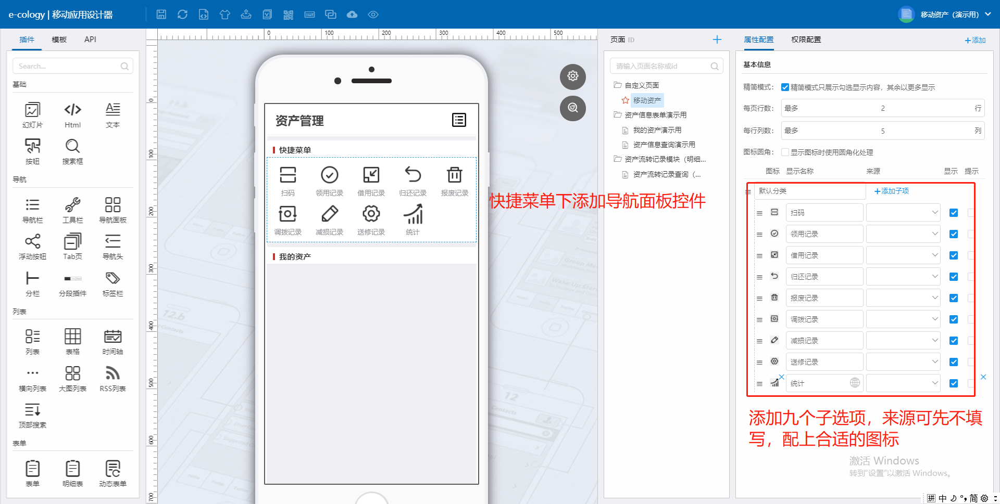 e-cology | 移动应用设计器
移动资产（演示用）
插件 模板 API
Search...
基础
幻灯片 Html 文本
按钮 搜索框
导航
导航栏 工具栏 导航面板
浮动按钮 Tab页 导航头
分栏 分段插件 标签栏
列表
列表 表格 时间轴
横向列表 大图列表 RSS列表
顶部搜索
表单
表单 明细表 动态表单
0 100 200 300 400 500
0
100
200
300
400
500
600
700
资产管理
快捷菜单
扫码 领用记录 借用记录 归还记录 报废记录
调拨记录 减损记录 送修记录 统计
我的资产
快捷菜单下添加导航面板控件
页面 ID
请输入页面名称或id
自定义页面
移动资产
资产信息表单演示用
我的资产演示用
资产信息查询演示用
资产流转记录模块（明细...
资产流转记录查询（...
属性配置 权限配置 +添加
基本信息
精简模式： 精简模式只展示勾选显示内容，其余以更多显示
每页行数： 最多 2 行
每行列数： 最多 5 列
图标圆角： 显示图标时使用圆角化处理
图标 显示名称 来源 显示 提示
默认分类 +添加子项
扫码
领用记录
借用记录
归还记录
报废记录
调拨记录
减损记录
送修记录
统计
添加九个子选项，来源可先不填
写，配上合适的图标
激活 Windows
转到“设置”以激活 Windows。
拼 中 简